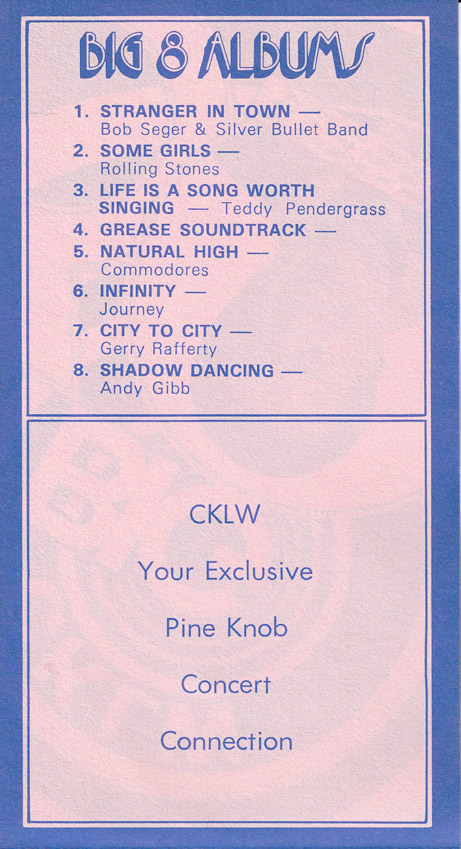 BIG 8 ALBUMS
1. STRANGER IN TOWN —
Bob Seger & Silver Bullet Band
2. SOME GIRLS —
Rolling Stones
3. LIFE IS A SONG WORTH
SINGING — Teddy Pendergrass
4. GREASE SOUNDTRACK —
5. NATURAL HIGH —
Commodores
6. INFINITY —
Journey
7. CITY TO CITY —
Gerry Rafferty
8. SHADOW DANCING —
Andy Gibb
CKLW
Your Exclusive
Pine Knob
Concert
Connection